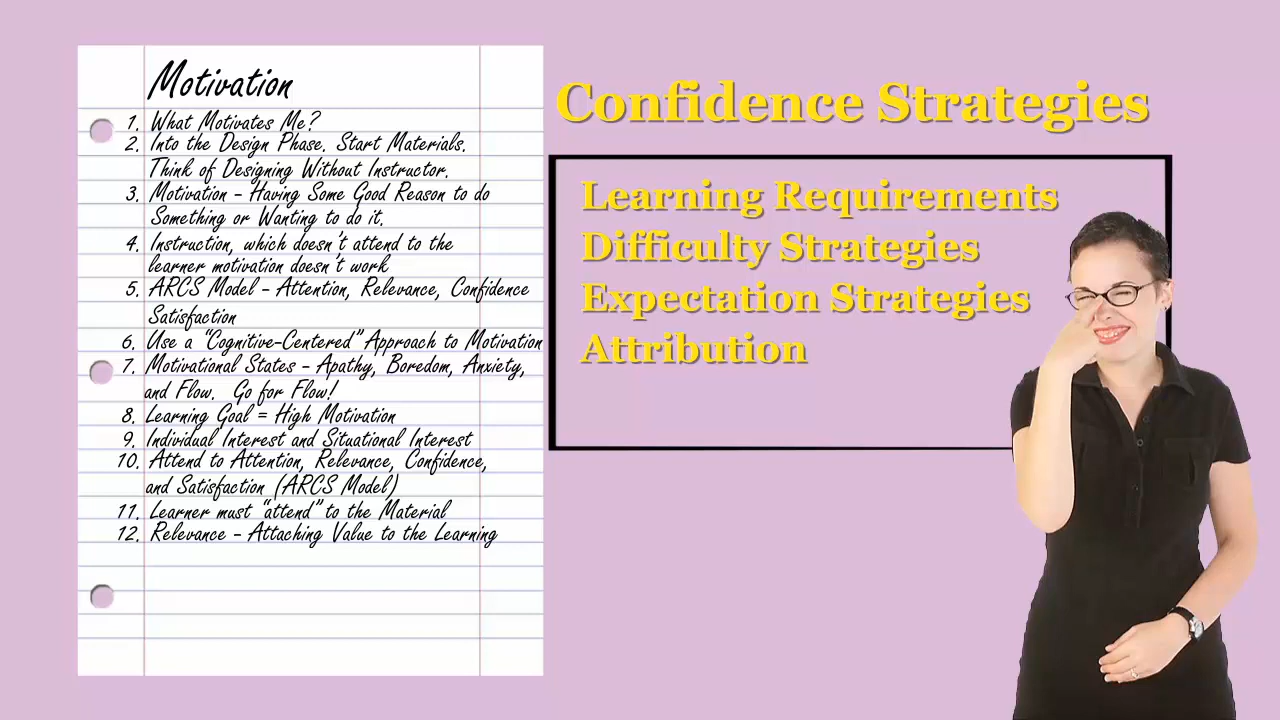 Motivation
1. What Motivates Me?
2. Into the Design Phase. Start Materials.
Think of Designing Without Instructor.
3. Motivation - Having Some Good Reason to do
Something or Wanting to do it.
4. Instruction, which doesn't attend to the
learner motivation doesn't work
5. ARCS Model - Attention, Relevance, Confidence
Satisfaction
6. Use a "Cognitive-Centered" Approach to Motivation
7. Motivational States - Apathy, Boredom, Anxiety,
and Flow. Go for Flow!
8. Learning Goal = High Motivation
9. Individual Interest and Situational Interest
10. Attend to Attention, Relevance, Confidence,
and Satisfaction (ARCS Model)
11. Learner must "attend" to the Material
12. Relevance - Attaching Value to the Learning
Confidence Strategies
Learning Requirements
Difficulty Strategies
Expectation Strategies
Attribution